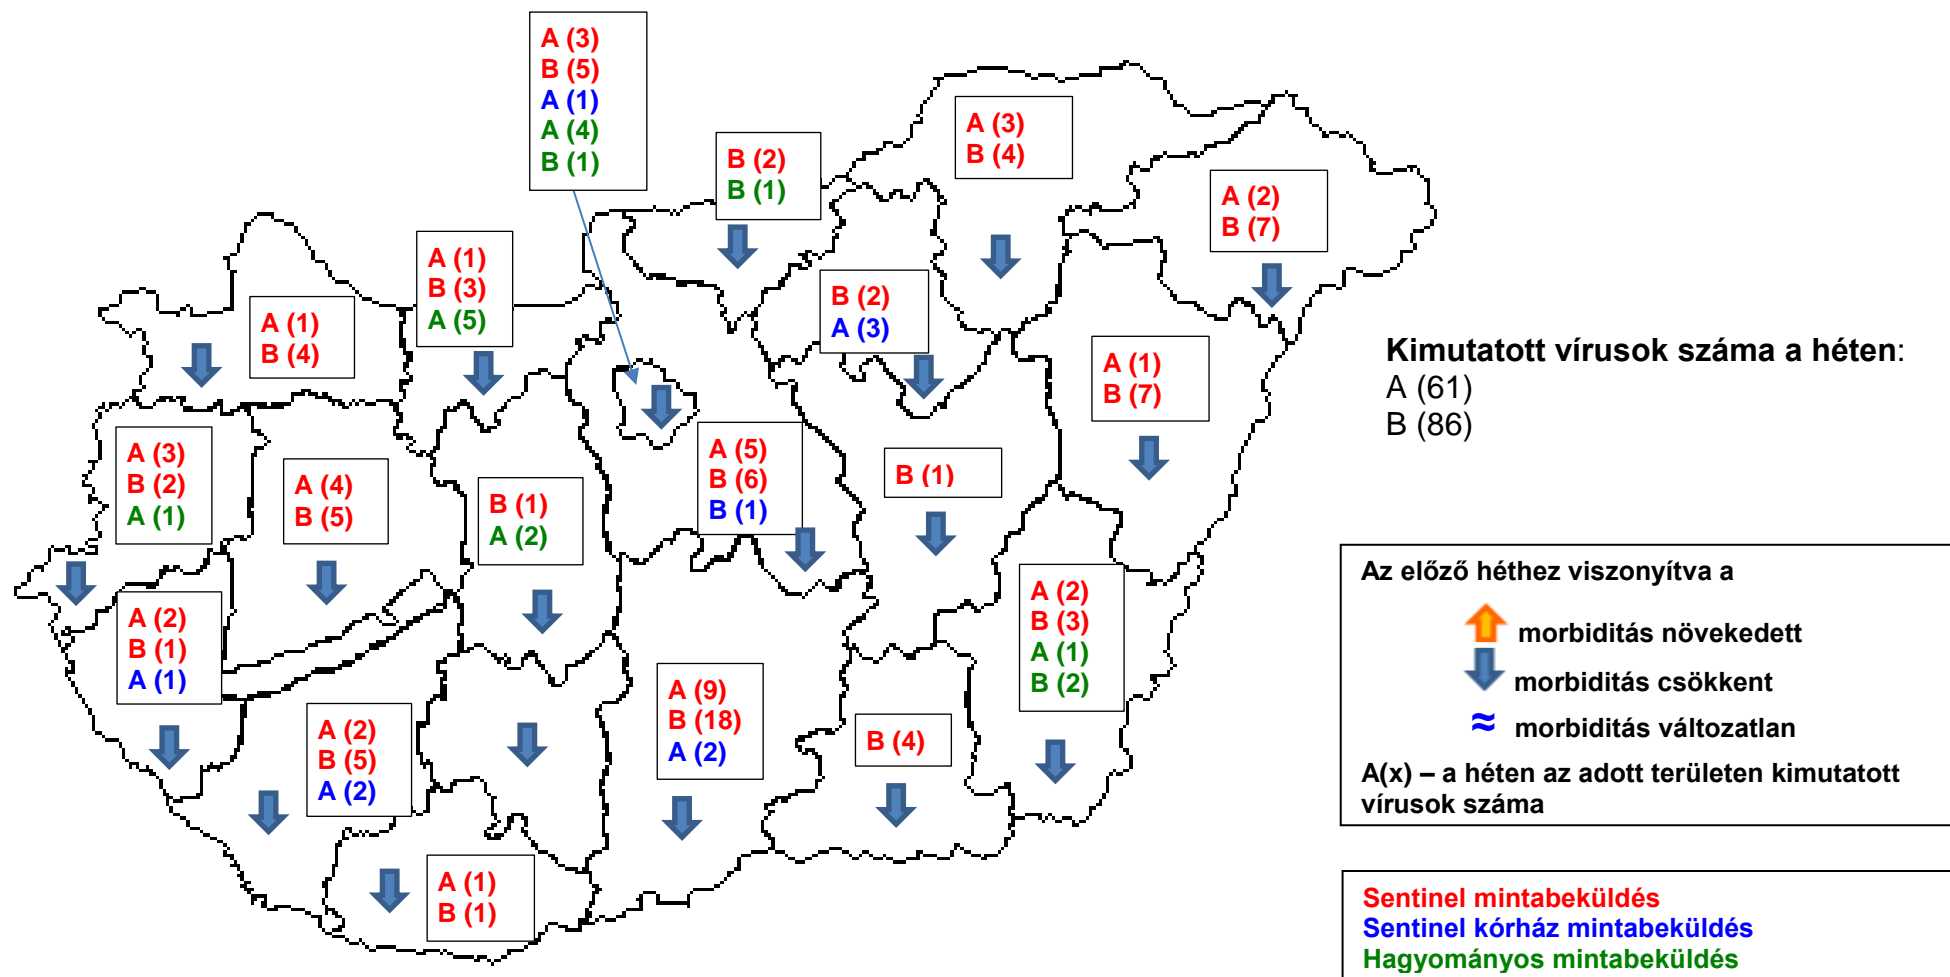 A (3)
B (5)
A (1)
A (4)
B (1)
B (2)
B (1)
A (3)
B (4)
A (2)
B (7)
A (1)
B (3)
A (5)
B (2)
A (3)
A (1)
B (4)
A (1)
B (7)
Kimutatott vírusok száma a héten:
A (61)
B (86)
A (3)
B (2)
A (1)
A (4)
B (5)
B (1)
A (2)
A (5)
B (6)
B (1)
B (1)
A (2)
B (3)
A (1)
B (2)
A (2)
B (1)
A (1)
A (2)
B (5)
A (2)
A (9)
B (18)
A (2)
B (4)
A (1)
B (1)
Az előző héthez viszonyítva a
morbiditás növekedett
morbiditás csökkent
≈ morbiditás változatlan
A(x) – a héten az adott területen kimutatott
vírusok száma
Sentinel mintabeküldés
Sentinel kórház mintabeküldés
Hagyományos mintabeküldés